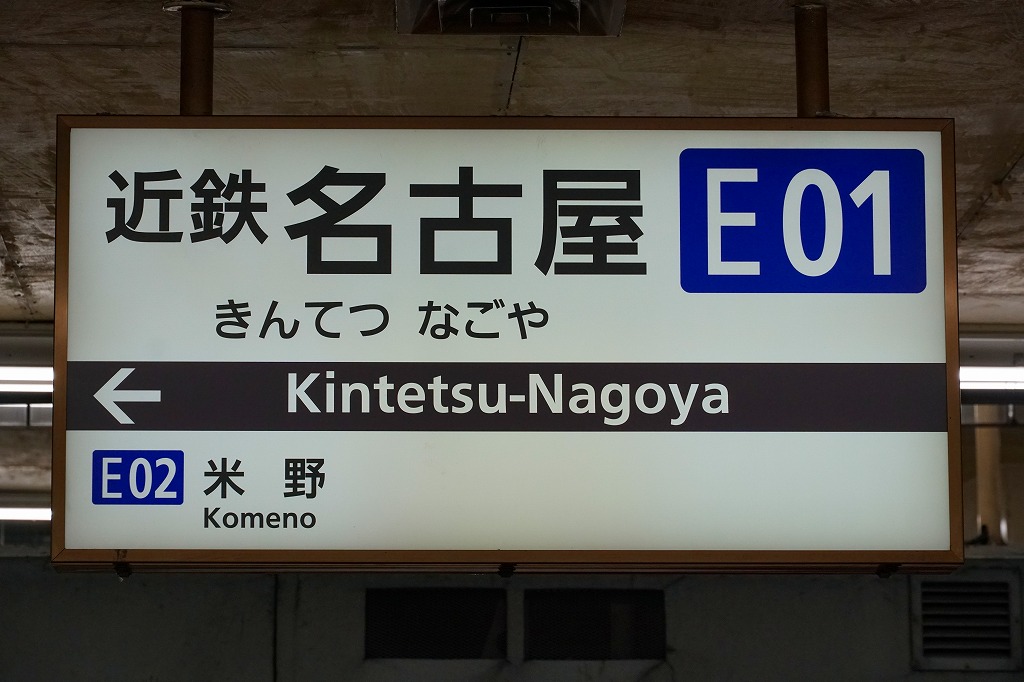 近鉄名古屋 E01
きんてつ なごや
← Kintetsu-Nagoya
E02 米野
Komeno